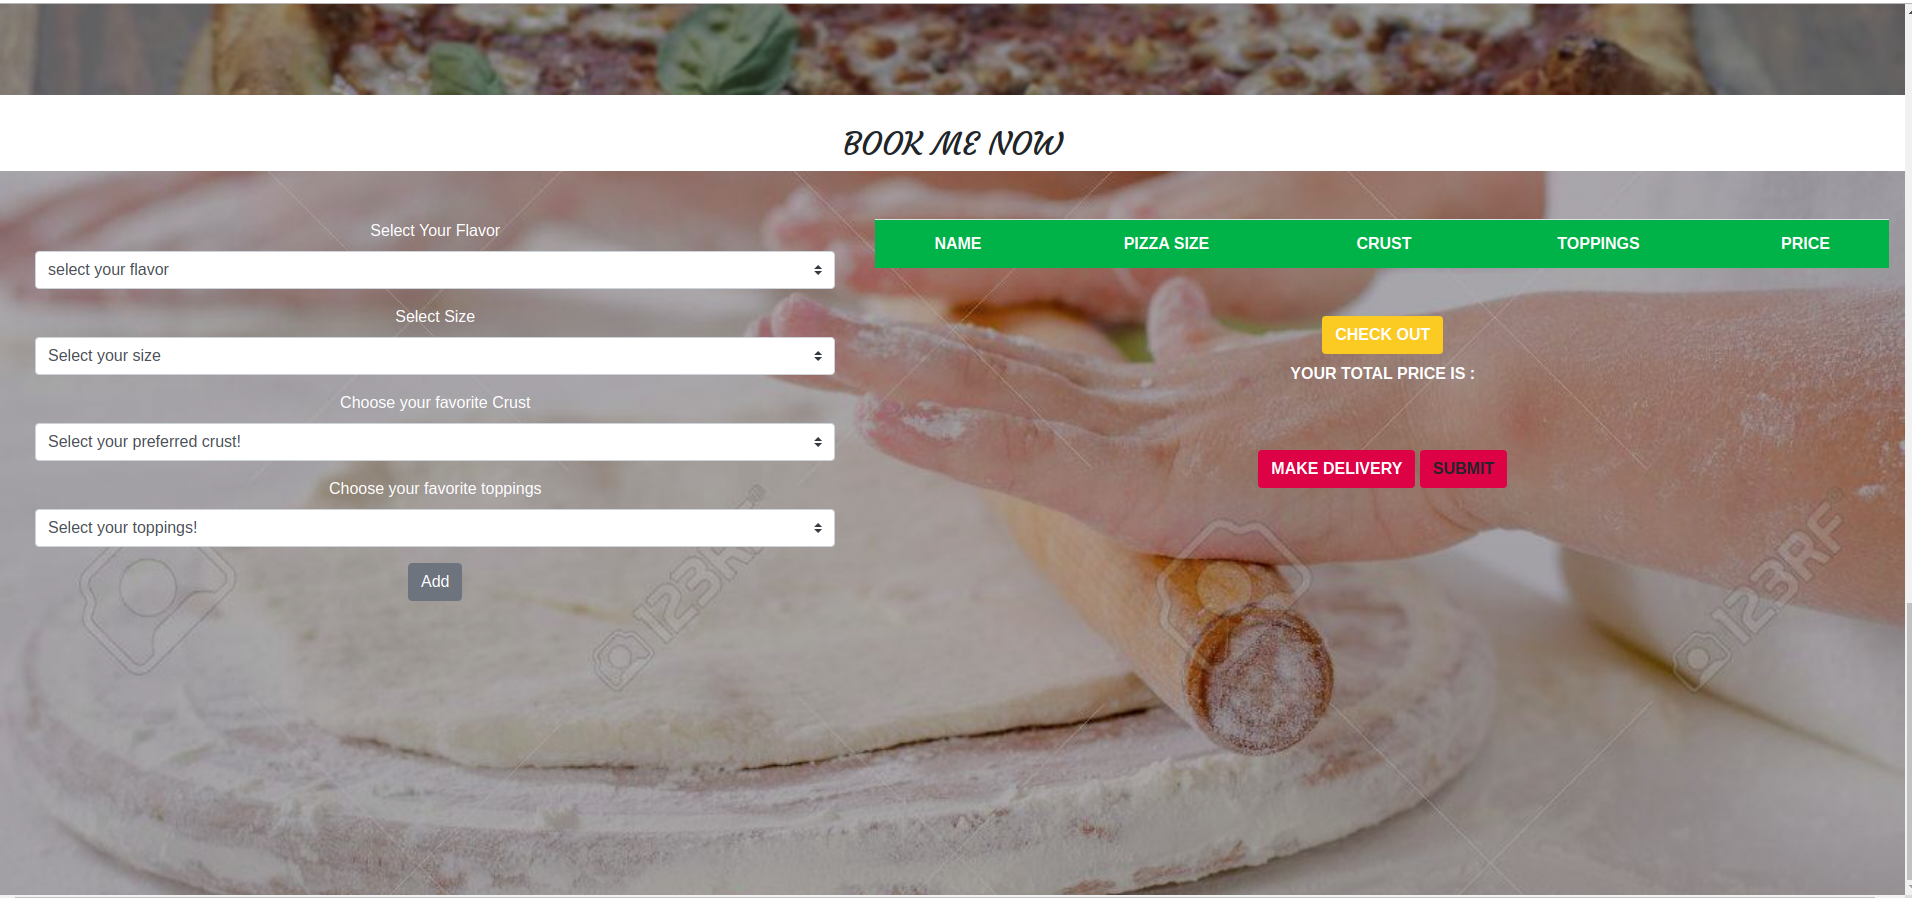 BOOK ME NOW
Select Your Flavor
select your flavor
Select Size
Select your size
Choose your favorite Crust
Select your preferred crust!
Choose your favorite toppings
Select your toppings!
Add
NAME PIZZA SIZE CRUST TOPPINGS PRICE
CHECK OUT
YOUR TOTAL PRICE IS :
MAKE DELIVERY SUBMIT
123RF®
123RF®